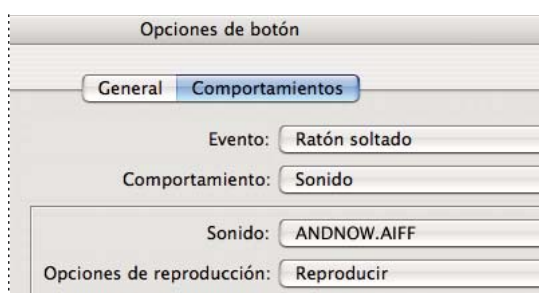 Opciones de botón
General Comportamientos
Evento: Ratón soltado
Comportamiento: Sonido
Sonido: ANDNOW.AIFF
Opciones de reproducción: Reproducir